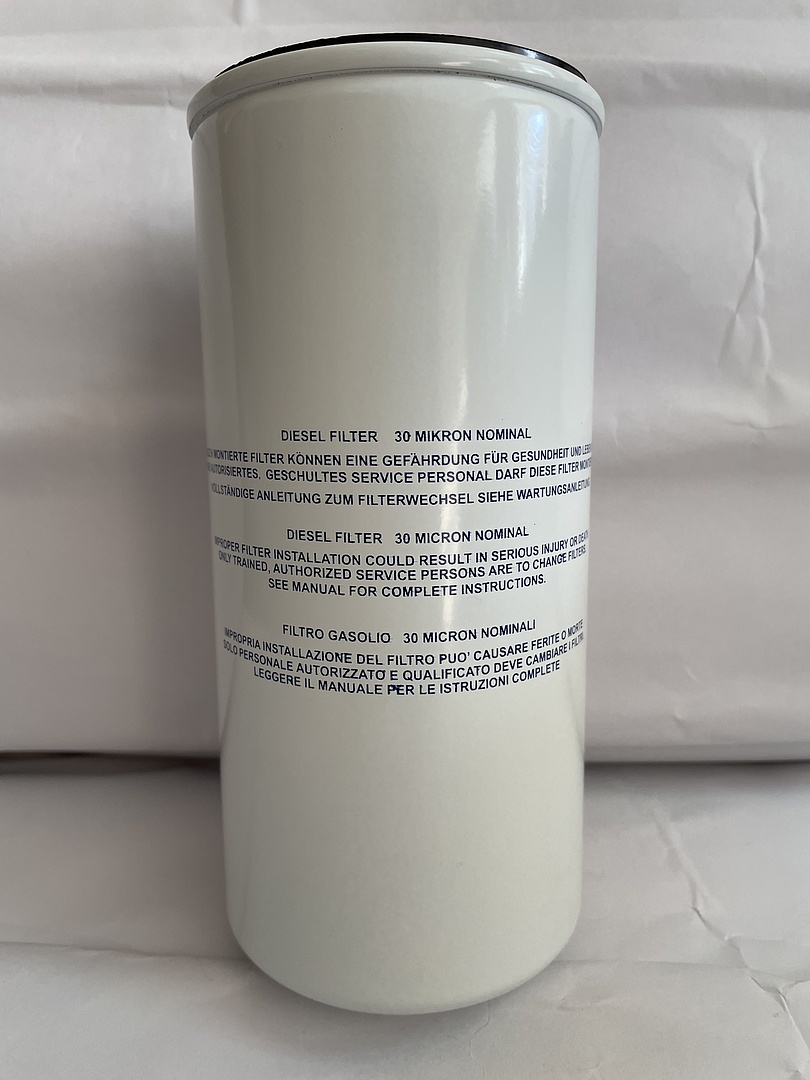 DIESEL FILTER 30 MIKRON NOMINAL
MONTIERTE FILTER KÖNNEN EINE GEFÄHRDUNG FÜR GESUNDHEIT UND
AUTORISIERTES, GESCHULTES SERVICE PERSONAL DARF DIESE FILTER
VOLLSTÄNDIGE ANLEITUNG ZUM FILTERWECHSEL SIEHE WARTUNGSANLEITUNG
DIESEL FILTER 30 MICRON NOMINAL
IMPROPER FILTER INSTALLATION COULD RESULT IN SERIOUS INJURY OR DEATH
ONLY TRAINED, AUTHORIZED SERVICE PERSONS ARE TO CHANGE FILTERS.
SEE MANUAL FOR COMPLETE INSTRUCTIONS.
FILTRO GASOLIO 30 MICRON NOMINALI
IMPROPRIA INSTALLAZIONE DEL FILTRO PUO' CAUSARE FERITE O MORTE
SOLO PERSONALE AUTORIZZATO E QUALIFICATO DEVE CAMBIARE I FILTRI.
LEGGERE IL MANUALE PER LE ISTRUZIONI COMPLETE